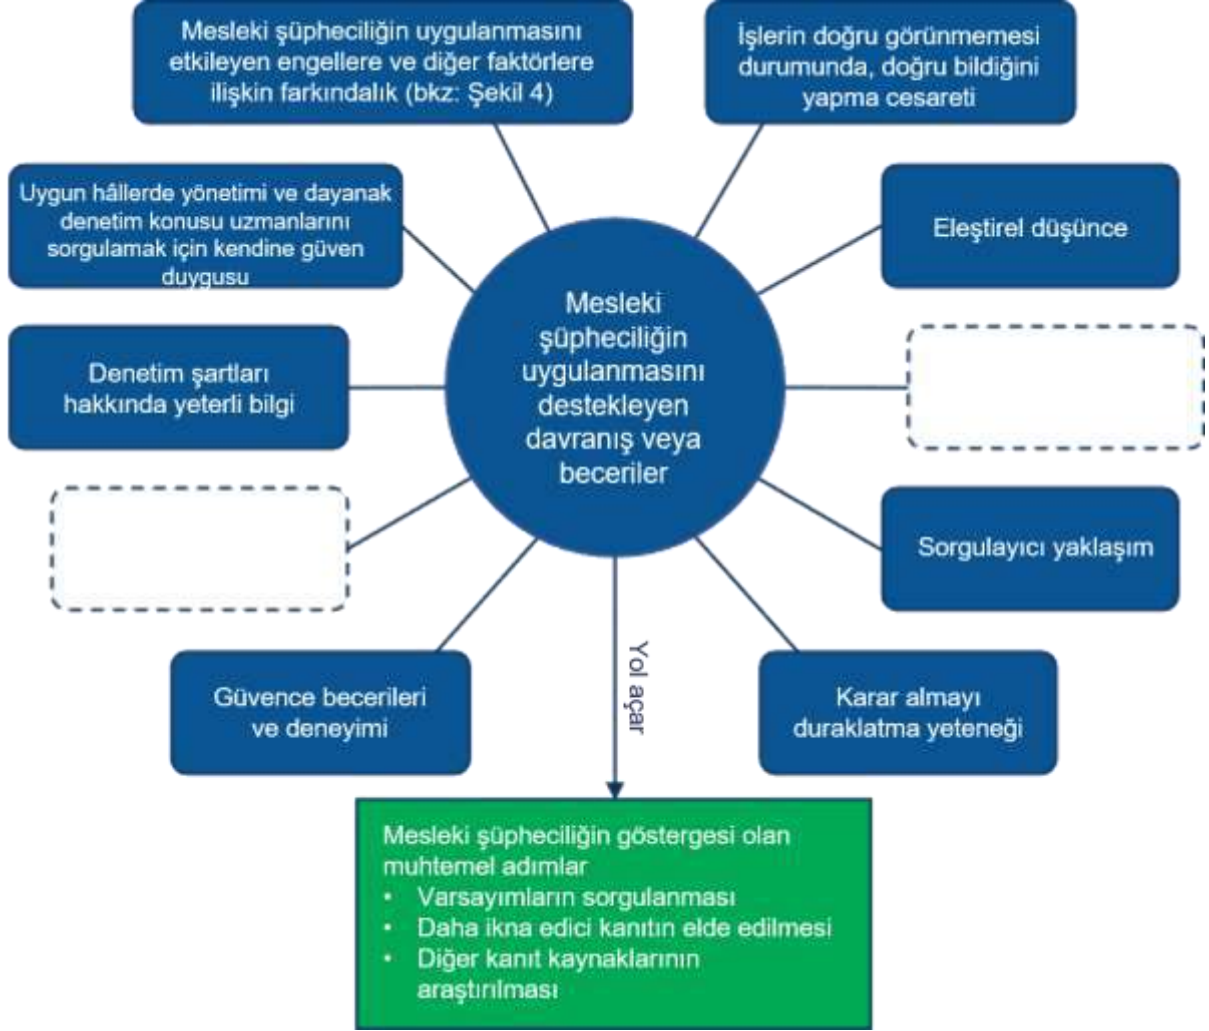 Mesleki şüpheciliğin uygulanmasını
etkileyen engellere ve diğer faktörlere
ilişkin farkındalık (bkz: Şekil 4)
İşlerin doğru görünmemesi
durumunda, doğru bildiğini
yapma cesareti
Uygun hâllerde yönetimi ve dayanak
denetim konusu uzmanlarını
sorgulamak için kendine güven
duygusu
Eleştirel düşünce
Mesleki
şüpheciliğin
uygulanmasını
destekleyen
davranış veya
beceriler
Denetim şartları
hakkında yeterli bilgi
Sorgulayıcı yaklaşım
Güvence becerileri
ve deneyimi
Yol açar
Karar almayı
duraklatma yeteneği
Mesleki şüpheciliğin göstergesi olan
muhtemel adımlar
• Varsayımların sorgulanması
• Daha ikna edici kanıtın elde edilmesi
• Diğer kanıt kaynaklarının
araştırılması